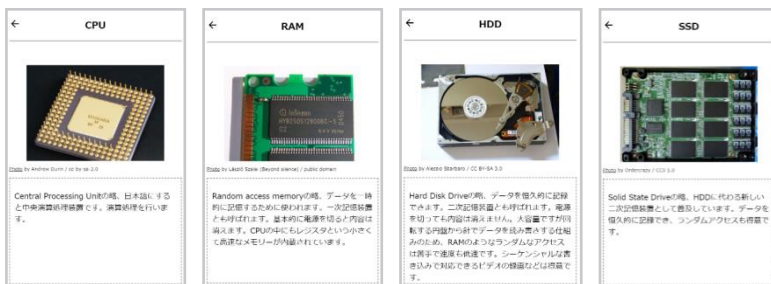 CPU
Photo by Andrew Dunn / cc by-sa-2.0
Central Processing Unitの略、日本語にする
と中央演算処理装置です。演算処理を行いま
す。
RAM
Infineon
Photo by Laszlo Szalai (Beyond silence) / public domain
Random access memoryの略、データを一時
的に記憶するために使われます。一次記憶装置
とも呼ばれます。基本的に電源を切ると内容は
消えます。CPUの中にもレジスタという小さく
て高速なメモリーが内蔵されています。
HDD
Photo by Alessio Sbarbaro / CC BY-SA 3.0
Hard Disk Driveの略、データを恒久的に記録
できます。二次記憶装置とも呼ばれます。電源
を切っても内容は消えません。大容量ですが回
転する円盤から針でデータを読み書きする仕組
みのため、RAMのようなランダムなアクセス
は苦手で速度も低速です。シーケンシャルな書
き込みで対応できるビデオの録画などは得意で
す。
SSD
Photo by / CC0 1.0
Solid State Driveの略、HDDに代わる新しい
二次記憶装置として普及しています。データを
恒久的に記録でき、ランダムアクセスも得意で
す。